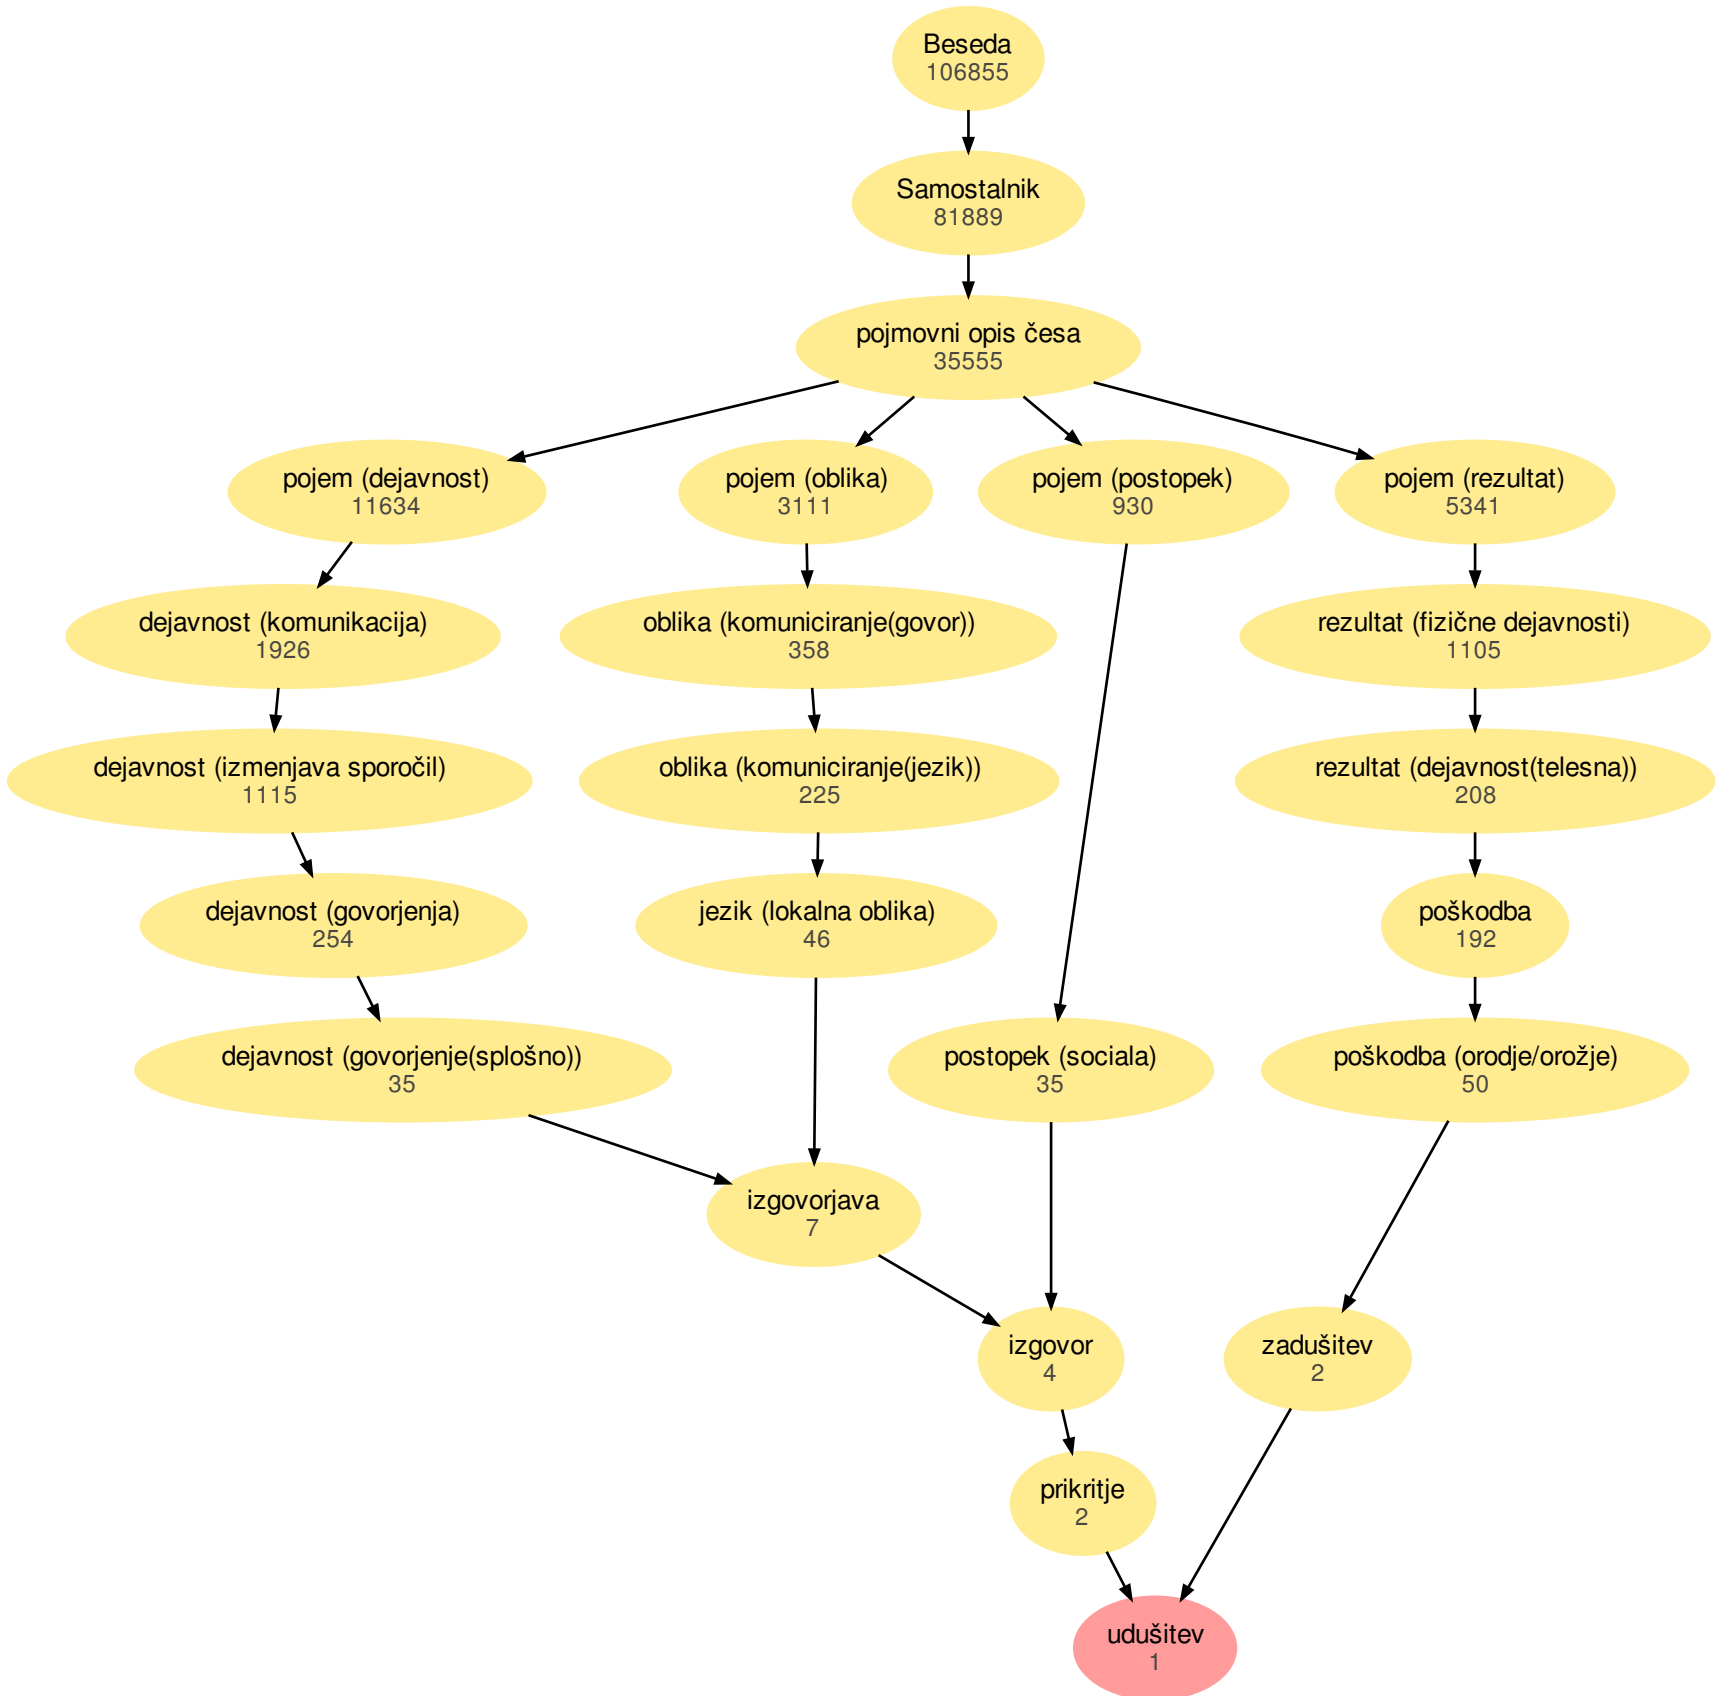 Beseda
106855
Samostalnik
81889
pojmovni opis česa
35555
pojem (dejavnost)
11634
pojem (oblika)
3111
pojem (postopek)
930
pojem (rezultat)
5341
dejavnost (komunikacija)
1926
oblika (komuniciranje(govor))
358
rezultat (fizične dejavnosti)
1105
dejavnost (izmenjava sporočil)
1115
oblika (komuniciranje(jezik))
225
rezultat (dejavnost(telesna))
208
dejavnost (govorjenja)
254
jezik (lokalna oblika)
46
poškodba
192
dejavnost (govorjenje(splošno))
35
postopek (sociala)
35
poškodba (orodje/orožje)
50
izgovorjava
7
izgovor
4
zadušitev
2
prikritje
2
udušitev
1